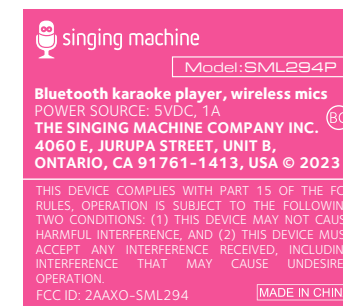 singing machine
Model:SML294P
Bluetooth karaoke player, wireless mics
POWER SOURCE: 5VDC, 1A
THE SINGING MACHINE COMPANY INC.
4060 E, JURUPA STREET, UNIT B,
ONTARIO, CA 91761-1413, USA © 2023
THIS DEVICE COMPLIES WITH PART 15 OF THE
RULES, OPERATION IS SUBJECT TO THE
TWO CONDITIONS: (1) THIS DEVICE MAY NOT
HARMFUL INTERFERENCE, AND (2) THIS DEVICE
ACCEPT ANY INTERFERENCE RECEIVED,
INTERFERENCE THAT MAY CAUSE
OPERATION.
FCC ID: 2AAXO-SML294
MADE IN